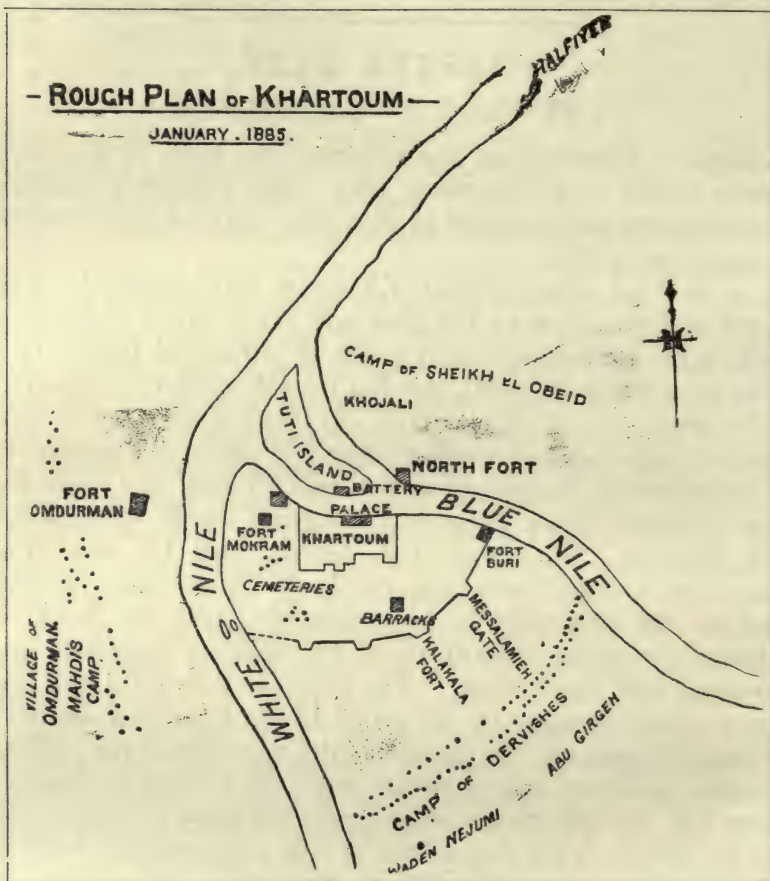 - ROUGH PLAN OF KHARTOUM -
JANUARY . 1885.
HALFIYEH
CAMP OF SHEIKH EL OBEID
KHOJALI
TUTI ISLAND
NORTH FORT
BATTERY
FORT
OMDURMAN
PALACE
BLUE NILE
FORT
MOKRAM
KHARTOUM
FORT
BURI
CEMETERIES
BARRACKS
WHITE NILE
MESSALAMIEH
GATE
KALAKALA
FORT
VILLAGE OF
OMDURMAN,
MAHDI'S
CAMP
CAMP OF DERVISHES
WADEN NEJUMI
ABU GIRGEH